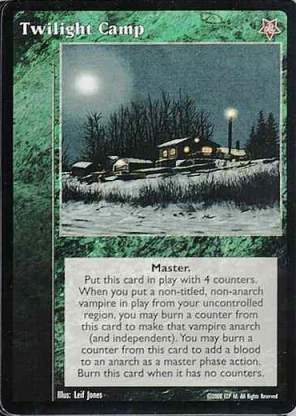 Twilight Camp
Master.
Put this card in play with 4 counters.
When you put a non-titled, non-anarch
vampire in play from your uncontrolled
region, you may burn a counter from
this card to make that vampire anarch
(and independent). You may burn a
counter from this card to add a blood
to an anarch as a master phase action.
Burn this card when it has no counters.
Illus: Leif Jones
All Rights Reserved